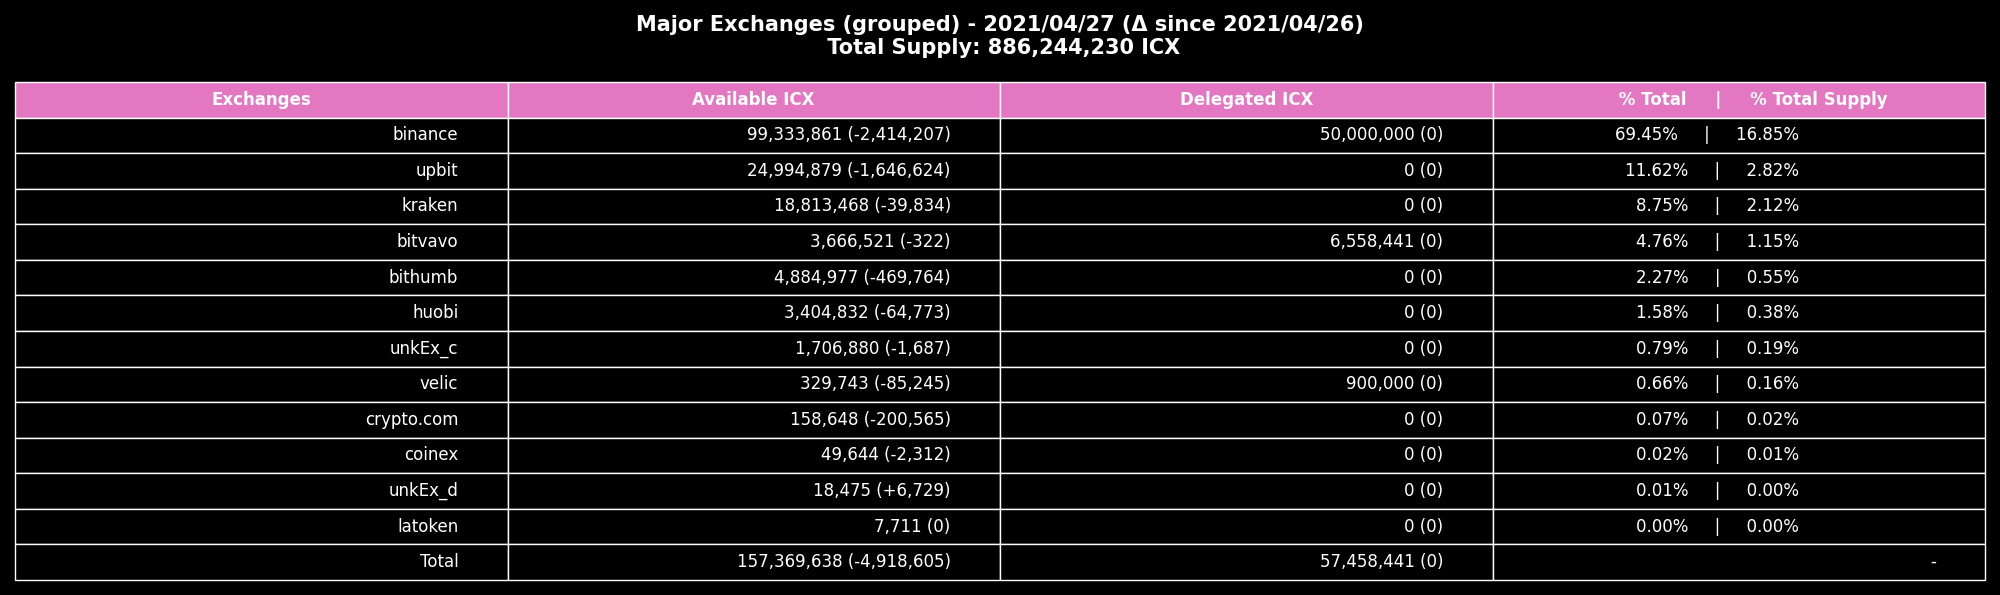 Major Exchanges (grouped) - 2021/04/27 (Δ since 2021/04/26)
Total Supply: 886,244,230 ICX
Exchanges Available ICX Delegated ICX % Total | % Total Supply
binance 99,333,861 (-2,414,207) 50,000,000 (0) 69.45% | 16.85%
upbit 24,994,879 (-1,646,624) 0 (0) 11.62% | 2.82%
kraken 18,813,468 (-39,834) 0 (0) 8.75% | 2.12%
bitvavo 3,666,521 (-322) 6,558,441 (0) 4.76% | 1.15%
bithumb 4,884,977 (-469,764) 0 (0) 2.27% | 0.55%
huobi 3,404,832 (-64,773) 0 (0) 1.58% | 0.38%
unkEx_c 1,706,880 (-1,687) 0 (0) 0.79% | 0.19%
velic 329,743 (-85,245) 900,000 (0) 0.66% | 0.16%
crypto.com 158,648 (-200,565) 0 (0) 0.07% | 0.02%
coinex 49,644 (-2,312) 0 (0) 0.02% | 0.01%
unkEx_d 18,475 (+6,729) 0 (0) 0.01% | 0.00%
latoken 7,711 (0) 0 (0) 0.00% | 0.00%
Total 157,369,638 (-4,918,605) 57,458,441 (0) -